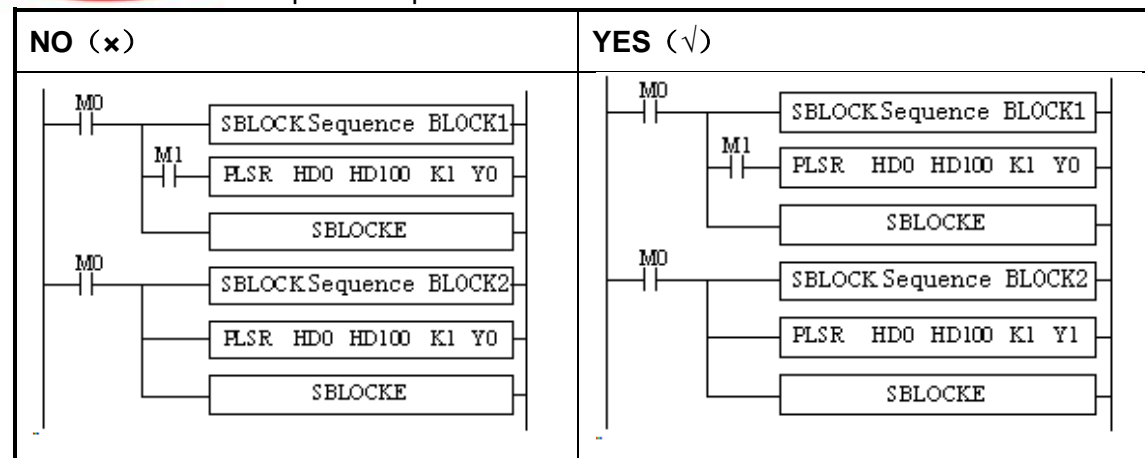 NO （×）
M0
SBLOCK Sequence BLOCK1
M1
PLSR HD0 HD100 K1 Y0
SBLOCKE
M0
SBLOCK Sequence BLOCK2
PLSR HD0 HD100 K1 Y0
SBLOCKE
YES （√）
M0
SBLOCK Sequence BLOCK1
M1
PLSR HD0 HD100 K1 Y0
SBLOCKE
M0
SBLOCK Sequence BLOCK2
PLSR HD0 HD100 K1 Y1
SBLOCKE